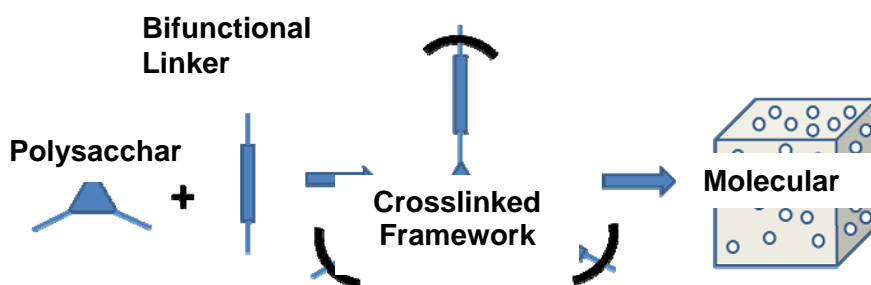 Bifunctional
Linker
Polysacchar
+
Crosslinked
Framework
Molecular